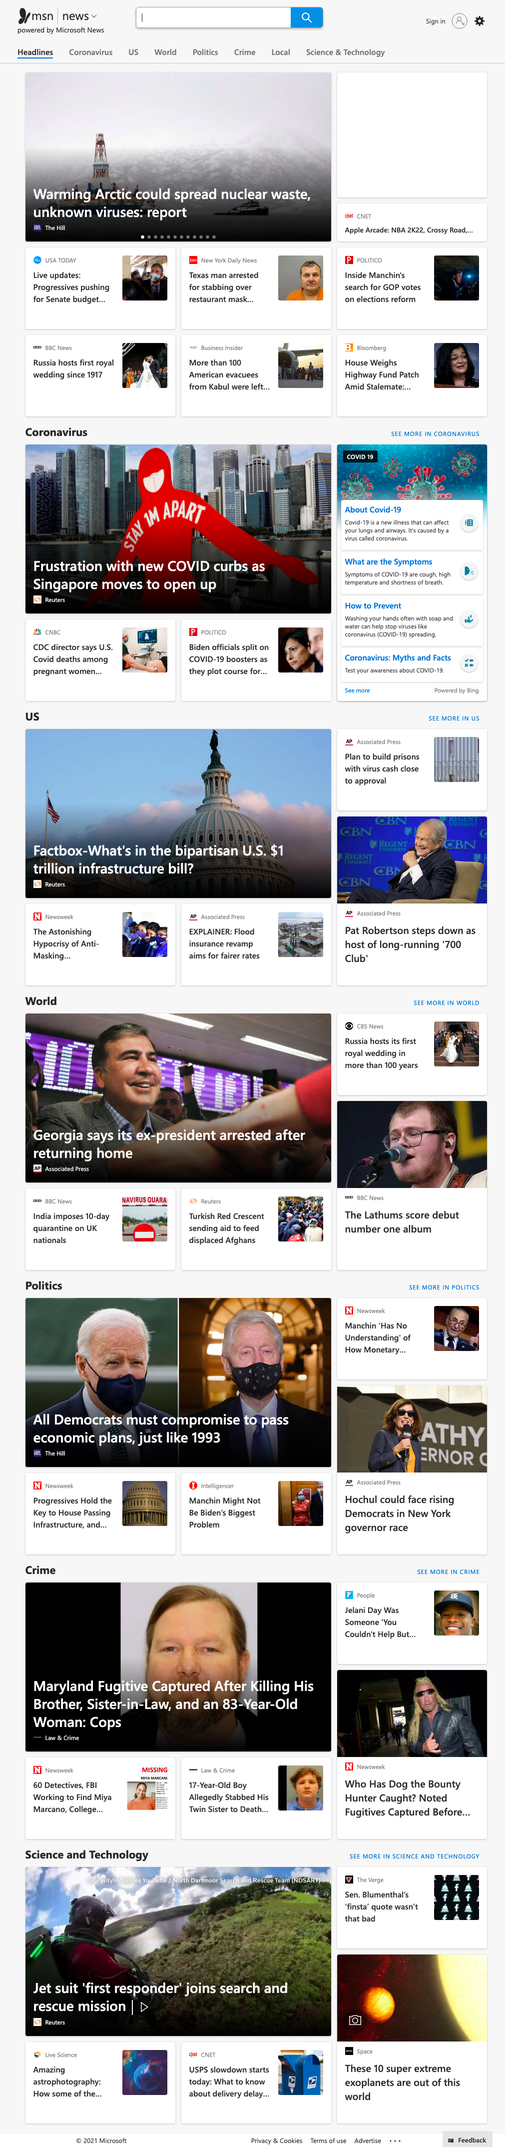 msn | news
powered by Microsoft News
Sign in
Headlines Coronavirus US World Politics Crime Local Science & Technology
Warming Arctic could spread nuclear waste,
unknown viruses: report
The Hill
CNET
Apple Arcade: NBA 2K22, Crossy Road,...
USA TODAY
Live updates:
Progressives pushing
for Senate budget...
New York Daily News
Texas man arrested
for stabbing over
restaurant mask...
POLITICO
Inside Manchin's
search for GOP votes
on elections reform
BBC News
Russia hosts first royal
wedding since 1917
Business Insider
More than 100
American evacuees
from Kabul were left...
Bloomberg
House Weighs
Highway Fund Patch
Amid Stalemate:...
Coronavirus
SEE MORE IN CORONAVIRUS
STAY 1M APART
Frustration with new COVID curbs as
Singapore moves to open up
Reuters
COVID 19
About Covid-19
Covid-19 is a new illness that can affect
your lungs and airways. It's caused by a
virus called coronavirus.
What are the Symptoms
Symptoms of COVID-19 are cough, high
temperature and shortness of breath.
How to Prevent
Washing your hands often with soap and
water can help stop viruses like
coronavirus (COVID-19) spreading.
Coronavirus: Myths and Facts
Test your awareness about COVID-19.
See more
Powered by Bing
CNBC
CDC director says U.S.
Covid deaths among
pregnant women...
POLITICO
Biden officials split on
COVID-19 boosters as
they plot course for...
US
SEE MORE IN US
Factbox-What's in the bipartisan U.S. $1
trillion infrastructure bill?
Reuters
AP Associated Press
Plan to build prisons
with virus cash close
to approval
CBN
REGENT
UNIVERSITY
CBN
AP Associated Press
Pat Robertson steps down as
host of long-running '700
Club'
Newsweek
The Astonishing
Hypocrisy of Anti-
Masking...
AP Associated Press
EXPLAINER: Flood
insurance revamp
aims for fairer rates
World
SEE MORE IN WORLD
Georgia says its ex-president arrested after
returning home
AP Associated Press
CBS News
Russia hosts its first
royal wedding in
more than 100 years
BBC News
The Lathums score debut
number one album
BBC News
India imposes 10-day
quarantine on UK
nationals
NAVIRUS QUARA
Reuters
Turkish Red Crescent
sending aid to feed
displaced Afghans
Politics
SEE MORE IN POLITICS
All Democrats must compromise to pass
economic plans, just like 1993
The Hill
Newsweek
Manchin 'Has No
Understanding' of
How Monetary...
ATHY
ERNOR
AP Associated Press
Hochul could face rising
Democrats in New York
governor race
Newsweek
Progressives Hold the
Key to House Passing
Infrastructure, and...
Intelligencer
Manchin Might Not
Be Biden's Biggest
Problem
Crime
SEE MORE IN CRIME
Maryland Fugitive Captured After Killing His
Brother, Sister-in-Law, and an 83-Year-Old
Woman: Cops
Law & Crime
People
Jelani Day Was
Someone 'You
Couldn't Help But...
Newsweek
Who Has Dog the Bounty
Hunter Caught? Noted
Fugitives Captured Before...
Newsweek
60 Detectives, FBI
Working to Find Miya
Marcano, College...
MISSING
MIYA MARCANO
Law & Crime
17-Year-Old Boy
Allegedly Stabbed His
Twin Sister to Death...
Science and Technology
SEE MORE IN SCIENCE AND TECHNOLOGY
YouTube / North Dartmoor Search and Rescue Team (NDSART)
Jet suit 'first responder' joins search and
rescue mission |
Reuters
The Verge
Sen. Blumenthal's
'finsta' quote wasn't
that bad
Space
These 10 super extreme
exoplanets are out of this
world
Live Science
Amazing
astrophotography:
How some of the...
CNET
USPS slowdown starts
today: What to know
about delivery delay...
© 2021 Microsoft
Privacy & Cookies Terms of use Advertise ...
Feedback